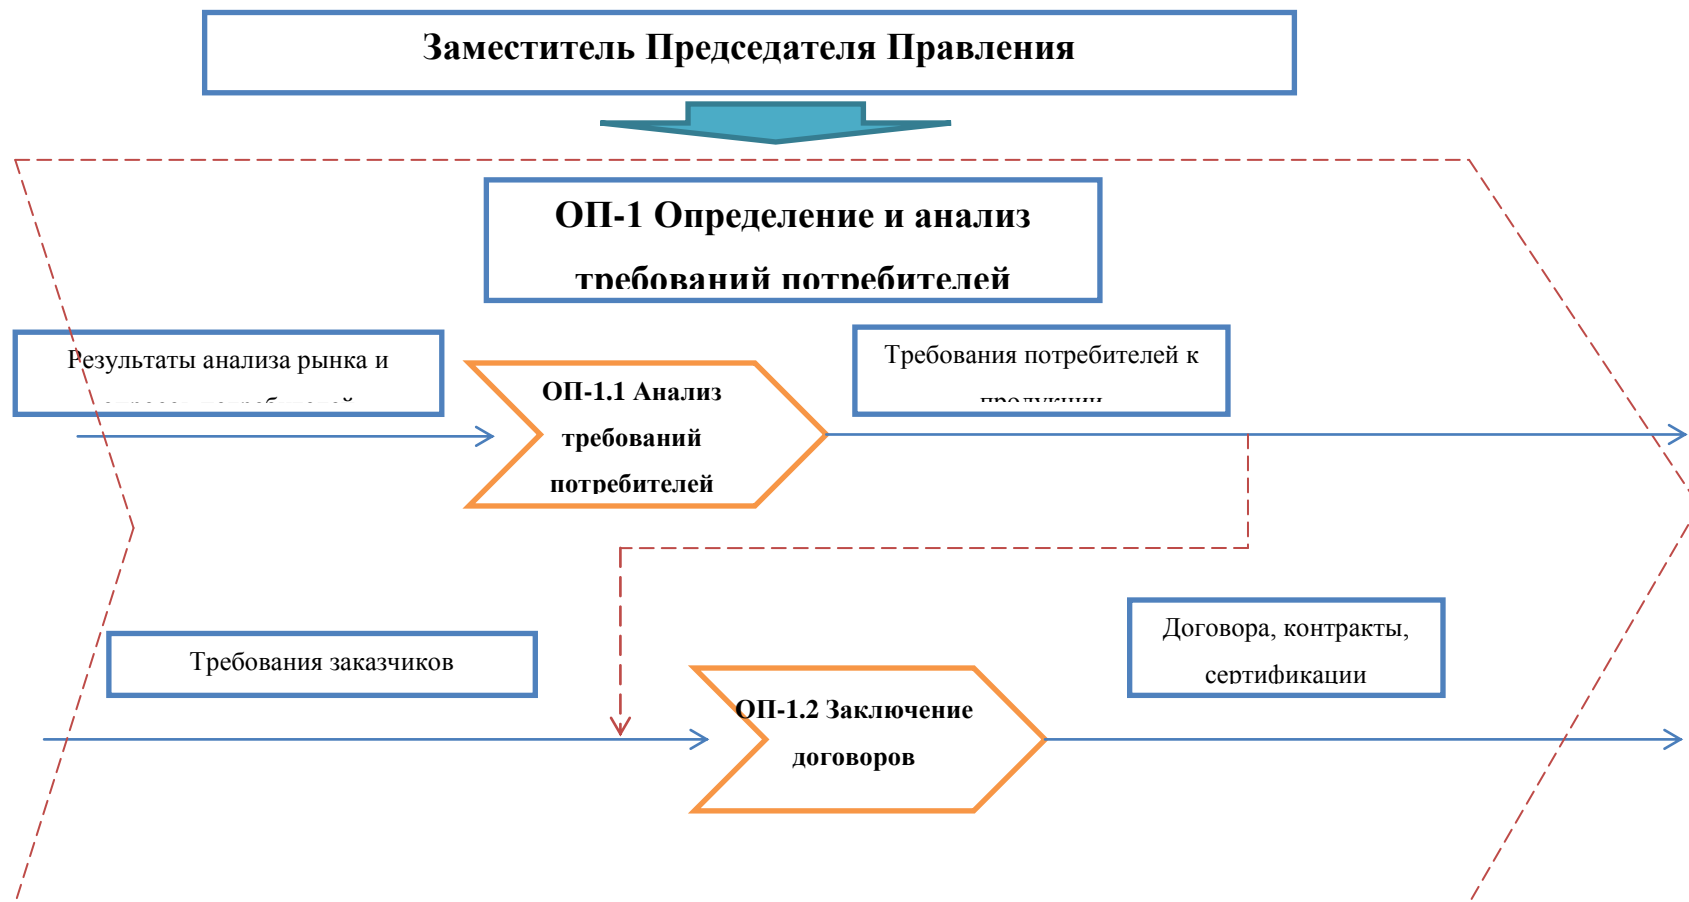 Заместитель Председателя Правления
ОП-1 Определение и анализ
требований потребителей
Результаты анализа рынка и
ОП-1.1 Анализ
требований
потребителей
Требования потребителей к
продукции
Требования заказчиков
ОП-1.2 Заключение
договоров
Договора, контракты,
сертификации